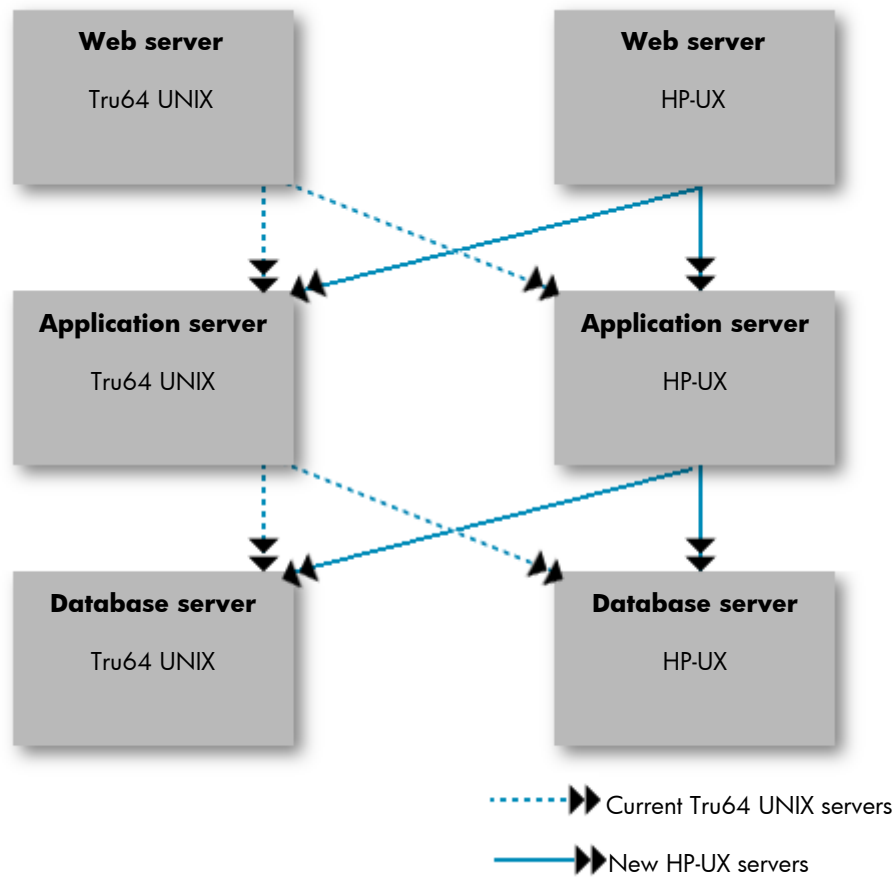 Web server
Tru64 UNIX
Web server
HP-UX
Application server
Tru64 UNIX
Application server
HP-UX
Database server
Tru64 UNIX
Database server
HP-UX
Current Tru64 UNIX servers
New HP-UX servers